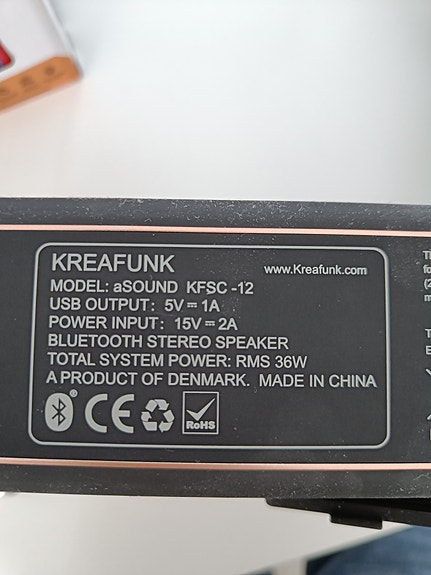 KREAFUNK www.Kreafunk.com
MODEL: aSOUND KFSC -12
USB OUTPUT: 5V⎓1A
POWER INPUT: 15V⎓2A
BLUETOOTH STEREO SPEAKER
TOTAL SYSTEM POWER: RMS 36W
A PRODUCT OF DENMARK. MADE IN CHINA
CE RoHS